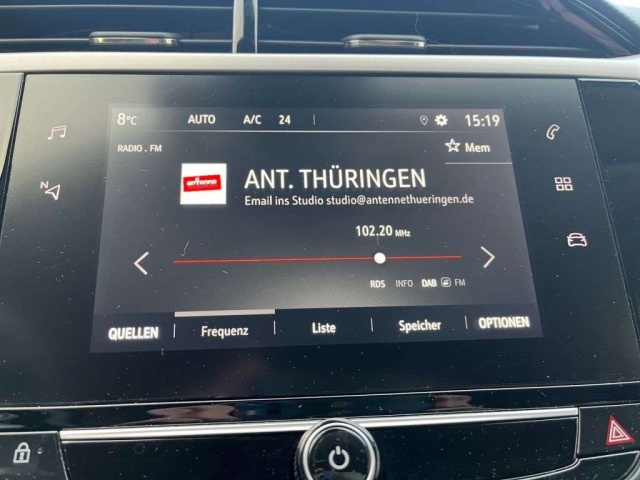 8°C AUTO A/C 24 15:19
RADIO . FM
Mem
antenne
ANT. THÜRINGEN
Email ins Studio studio@antennethueringen.de
102.20 MHz
RDS INFO DAB FM
QUELLEN Frequenz Liste Speicher OPTIONEN
N